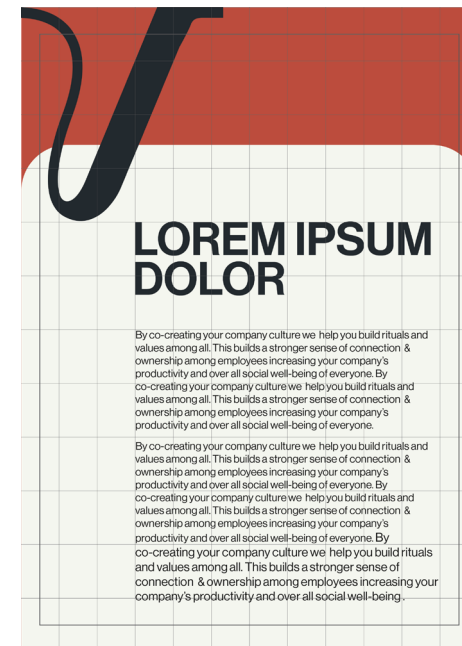 LOREM IPSUM
DOLOR
By co-creating your company culture we help you build rituals and
values among all. This builds a stronger sense of connection &
ownership among employees increasing your company's
productivity and over all social well-being of everyone. By
co-creating your company culture we help you build rituals and
values among all. This builds a stronger sense of connection &
ownership among employees increasing your company's
productivity and over all social well-being of everyone.
By co-creating your company culture we help you build rituals and
values among all. This builds a stronger sense of connection &
ownership among employees increasing your company's
productivity and over all social well-being of everyone. By
co-creating your company culture we help you build rituals and
values among all. This builds a stronger sense of connection &
ownership among employees increasing your company's
productivity and over all social well-being of everyone. By
co-creating your company culture we help you build rituals
and values among all. This builds a stronger sense of
connection & ownership among employees increasing your
company's productivity and over all social well-being .